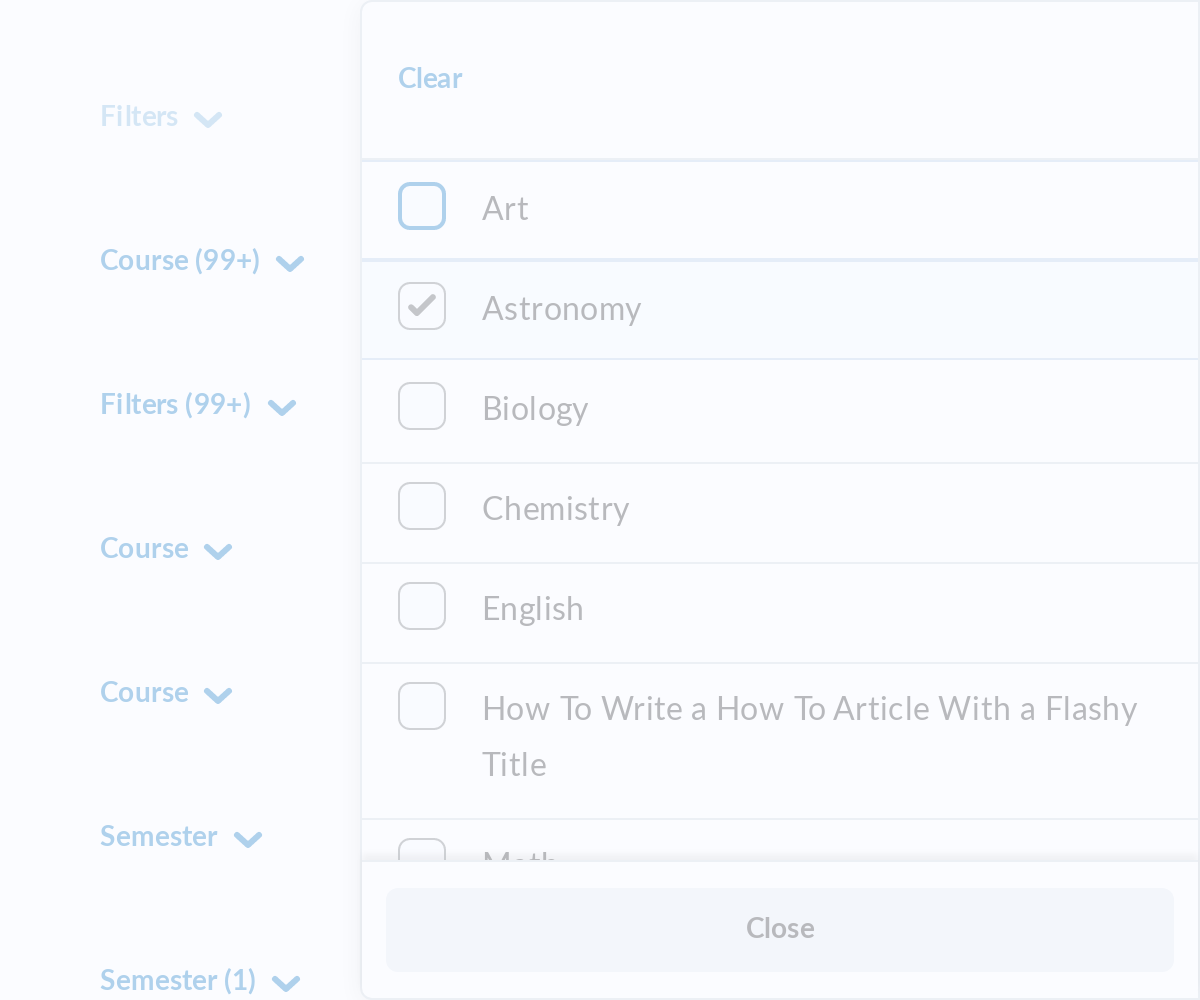 Filters
Course (99+)
Filters (99+)
Course
Course
Semester
Semester (1)
Clear
Art
Astronomy
Biology
Chemistry
English
How To Write a How To Article With a Flashy
Title
Math
Close